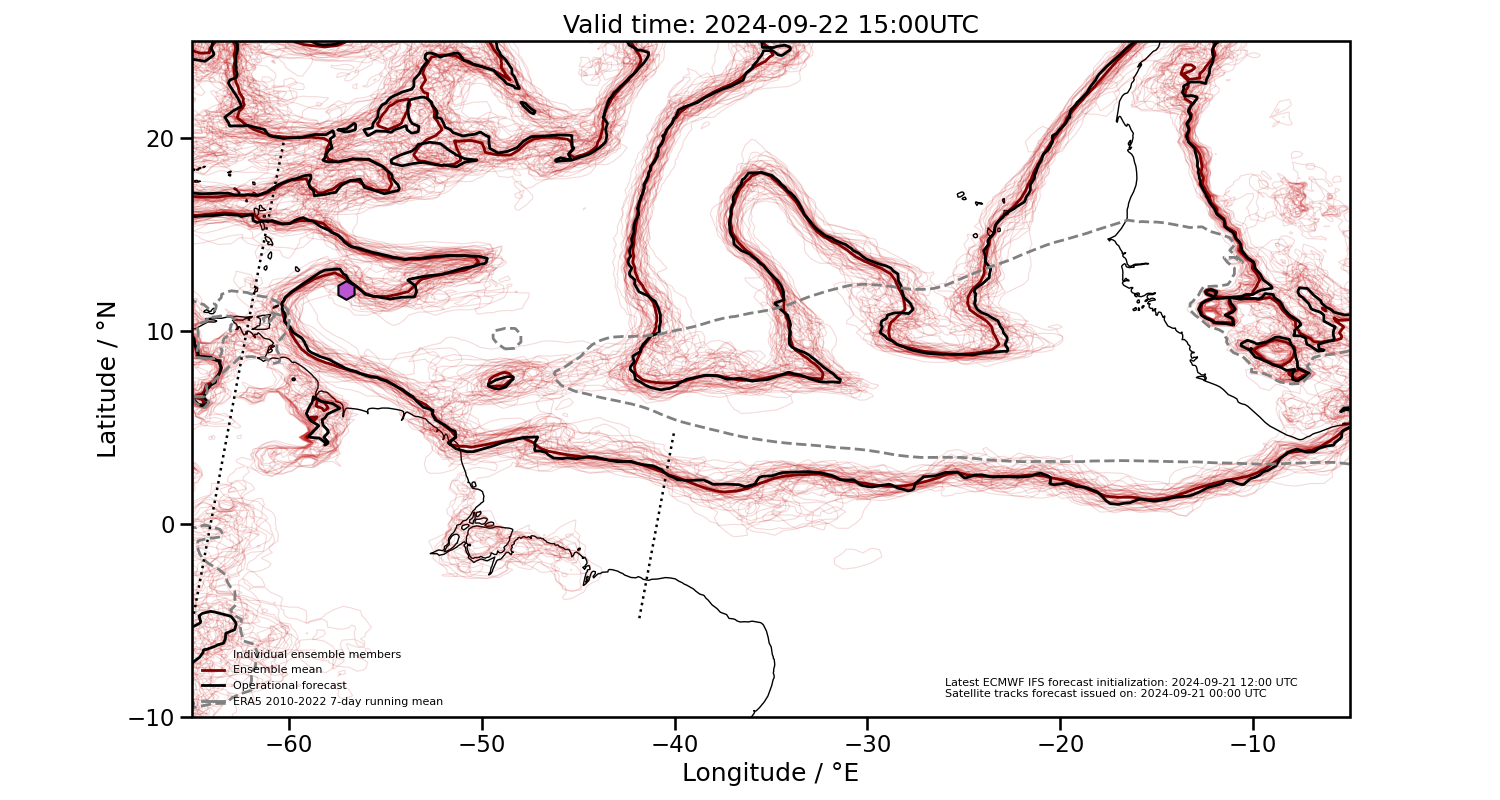 Valid time: 2024-09-22 15:00UTC
20
10
0
−10
Latitude / °N
Individual ensemble members
Ensemble mean
Operational forecast
ERA5 2010-2022 7-day running mean
Latest ECMWF IFS forecast initialization: 2024-09-21 12:00 UTC
Satellite tracks forecast issued on: 2024-09-21 00:00 UTC
−60
−50
−40
−30
−20
−10
Longitude / °E